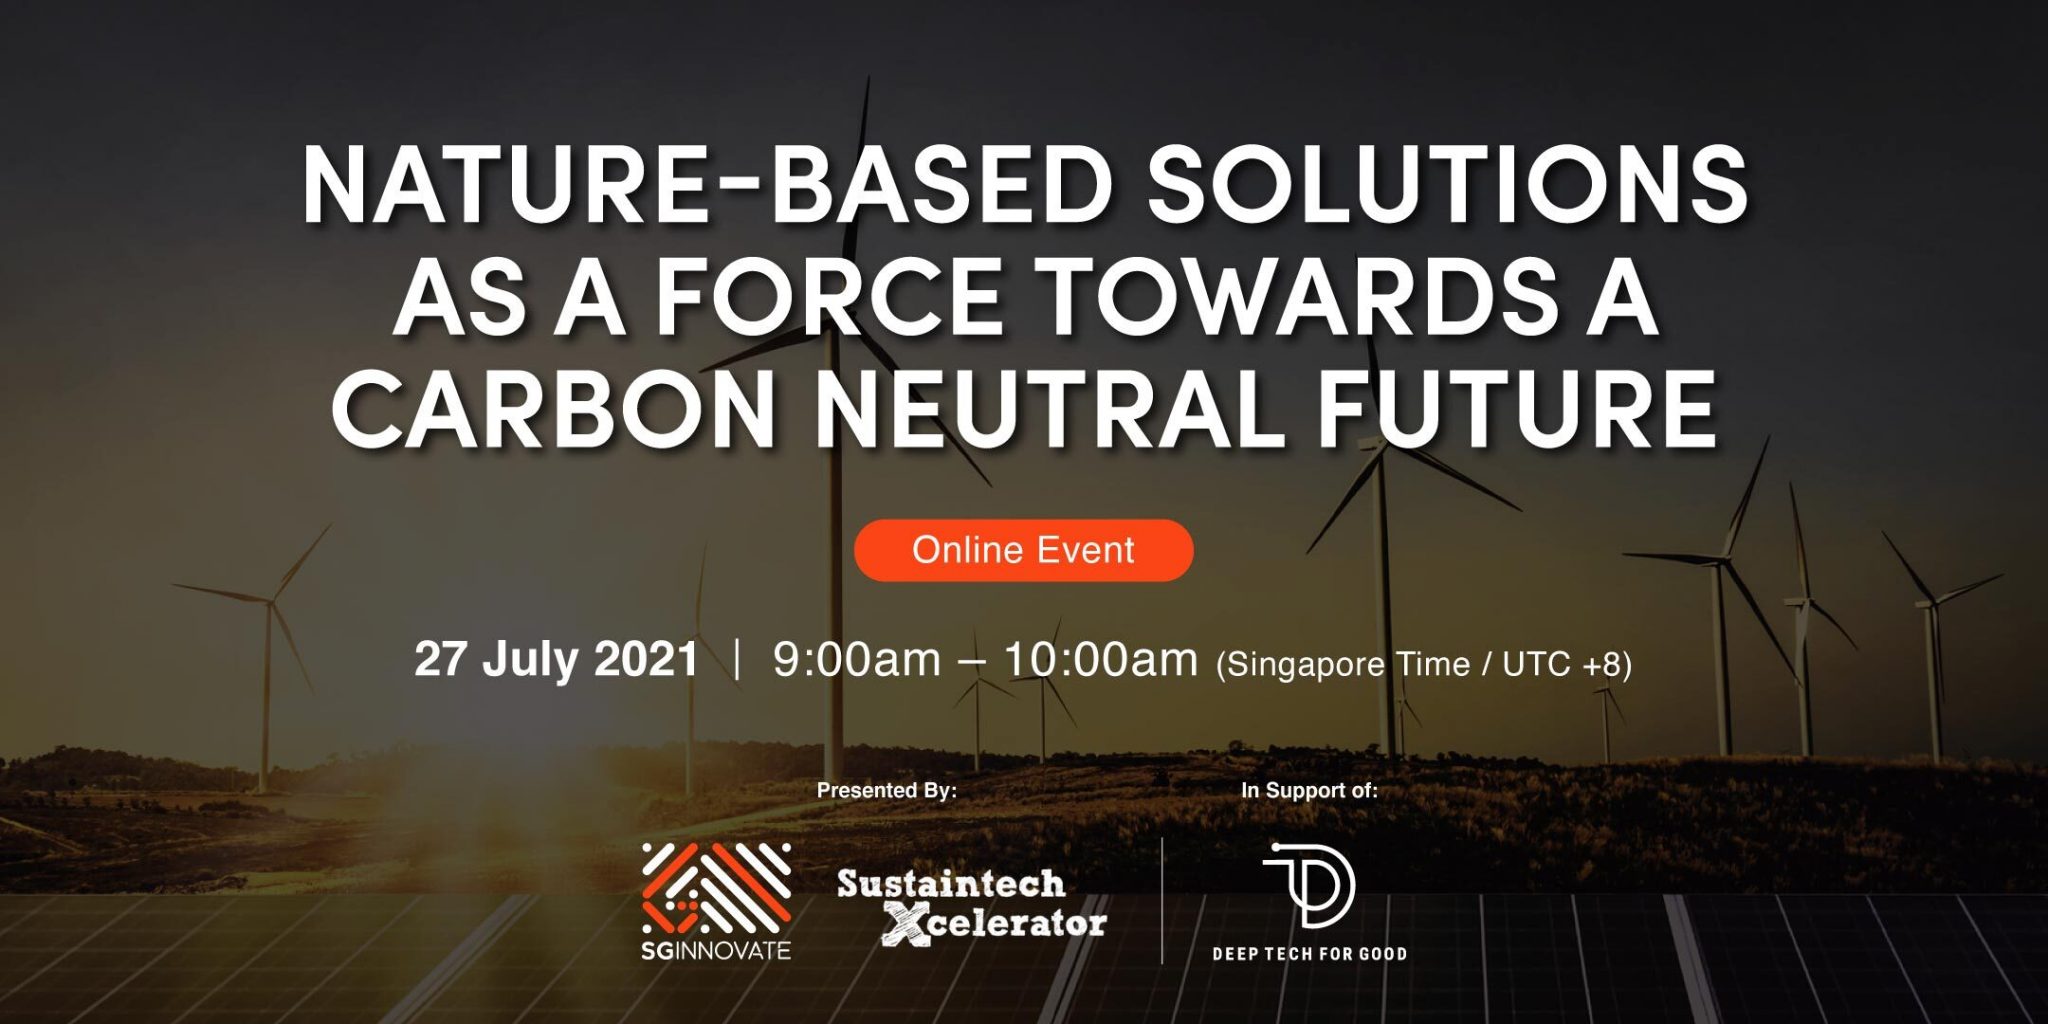 NATURE-BASED SOLUTIONS
AS A FORCE TOWARDS A
CARBON NEUTRAL FUTURE
Online Event
27 July 2021 | 9:00am – 10:00am (Singapore Time / UTC +8)
Presented By:
SGINNOVATE
Sustaintech
Xcelerator
In Support of:
DEEP TECH FOR GOOD